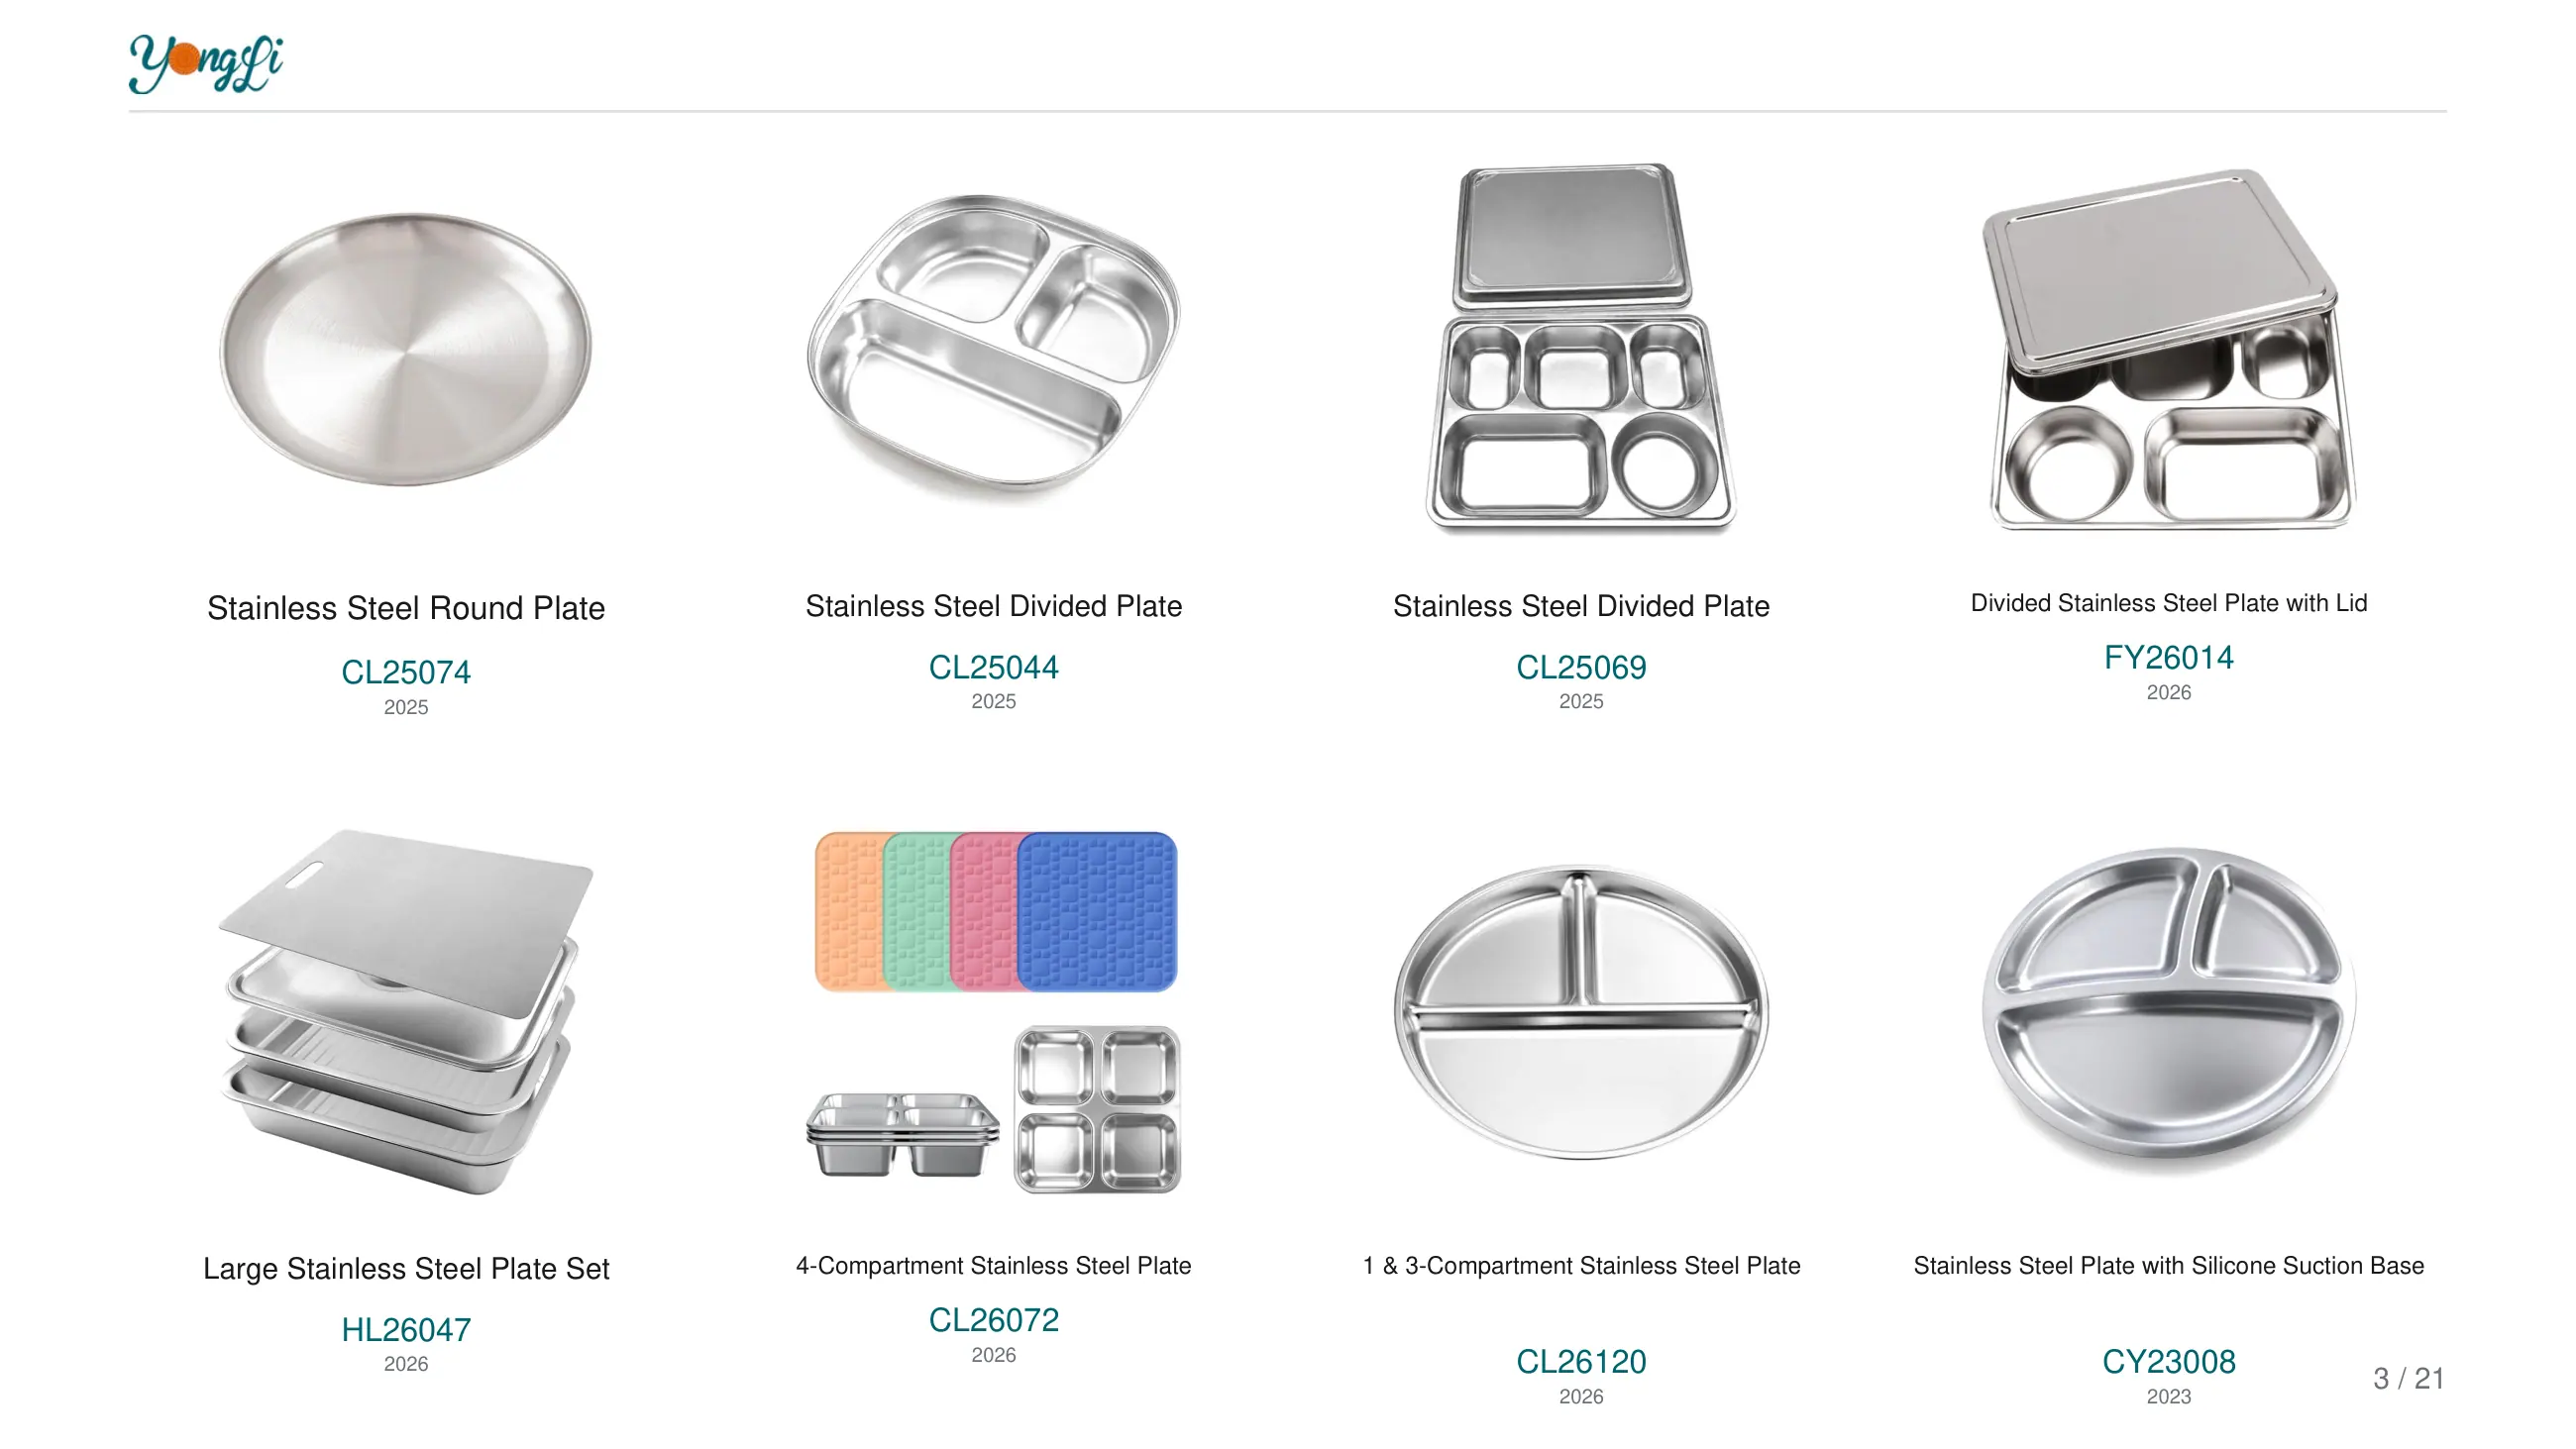 YongLi
Stainless Steel Round Plate
CL25074
2025
Stainless Steel Divided Plate
CL25044
2025
Stainless Steel Divided Plate
CL25069
2025
Divided Stainless Steel Plate with Lid
FY26014
2026
Large Stainless Steel Plate Set
HL26047
2026
4-Compartment Stainless Steel Plate
CL26072
2026
1 & 3-Compartment Stainless Steel Plate
CL26120
2026
Stainless Steel Plate with Silicone Suction Base
CY23008
2023
3 / 21